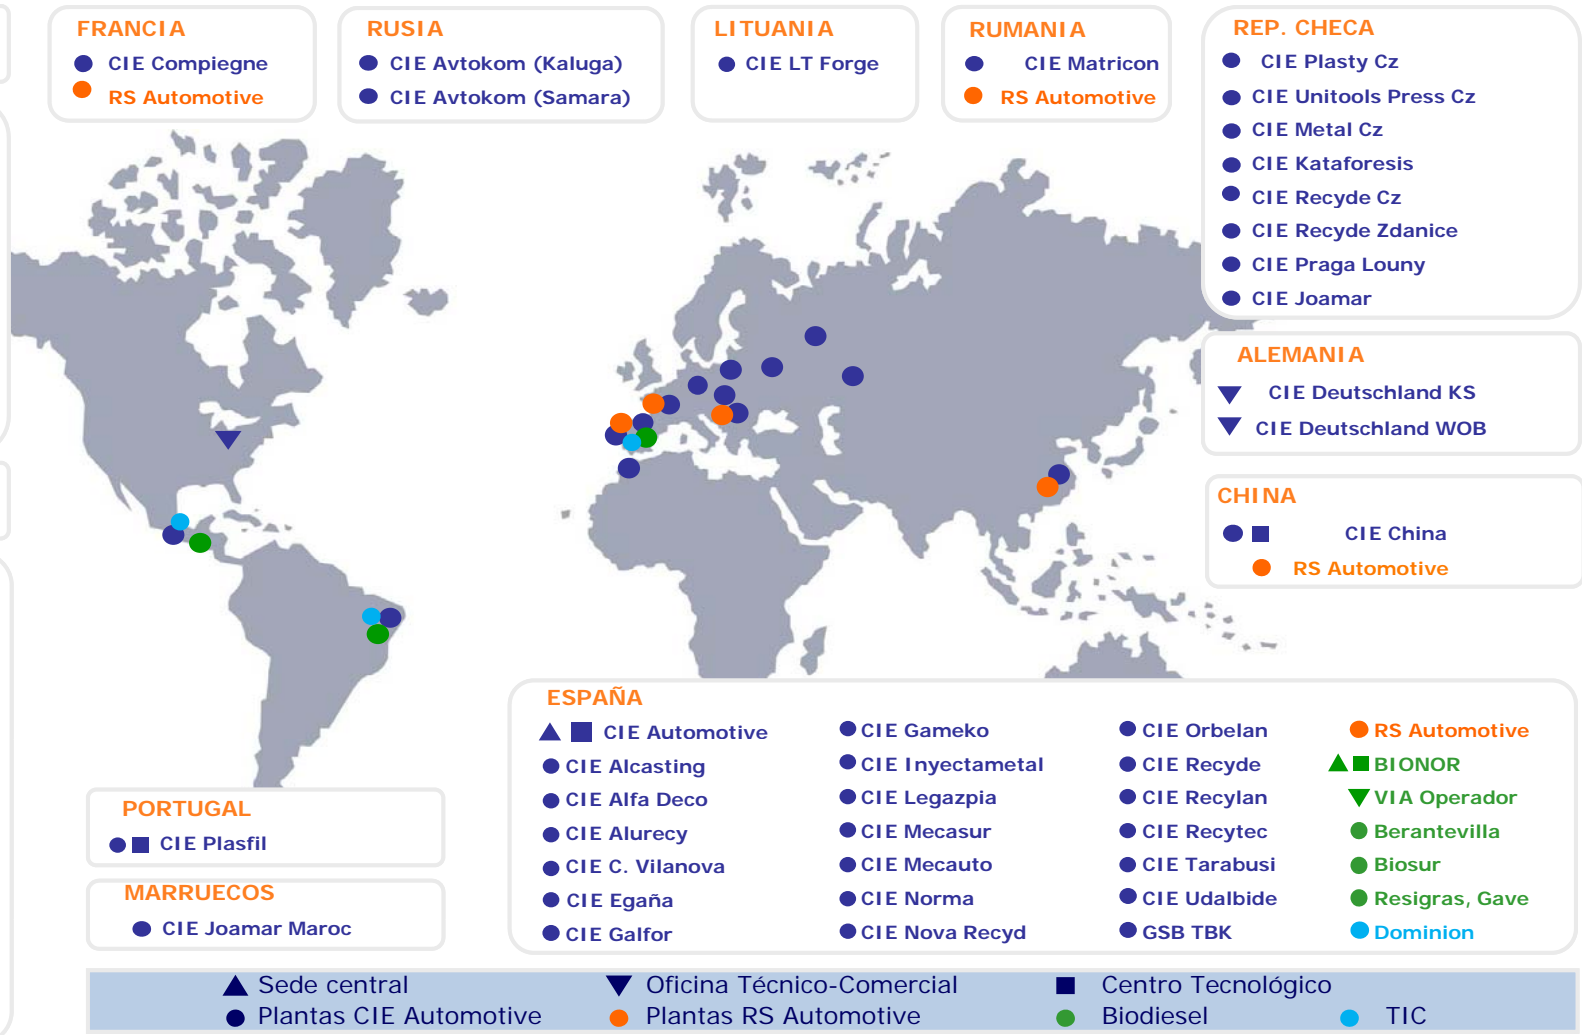 FRANCIA
CIE Compiegne
RS Automotive
RUSIA
CIE Avtokom (Kaluga)
CIE Avtokom (Samara)
LITUANIA
CIE LT Forge
RUMANIA
CIE Matricon
RS Automotive
REP. CHECA
CIE Plasty Cz
CIE Unitools Press Cz
CIE Metal Cz
CIE Kataforesis
CIE Recyde Cz
CIE Recyde Zdanice
CIE Praga Louny
CIE Joamar
ALEMANIA
CIE Deutschland KS
CIE Deutschland WOB
CHINA
CIE China
RS Automotive
ESPAÑA
CIE Automotive
CIE Alcasting
CIE Alfa Deco
CIE Alurecy
CIE C. Vilanova
CIE Egaña
CIE Galfor
CIE Gameko
CIE Inyectametal
CIE Legazpia
CIE Mecasur
CIE Mecauto
CIE Norma
CIE Nova Recyd
CIE Orbelan
CIE Recyde
CIE Recylan
CIE Recytec
CIE Tarabusi
CIE Udalbide
GSB TBK
RS Automotive
BIONOR
VIA Operador
Berantevilla
Biosur
Resigras, Gave
Dominion
PORTUGAL
CIE Plasfil
MARRUECOS
CIE Joamar Maroc
Sede central
Oficina Técnico-Comercial
Centro Tecnológico
Plantas CIE Automotive
Plantas RS Automotive
Biodiesel
TIC